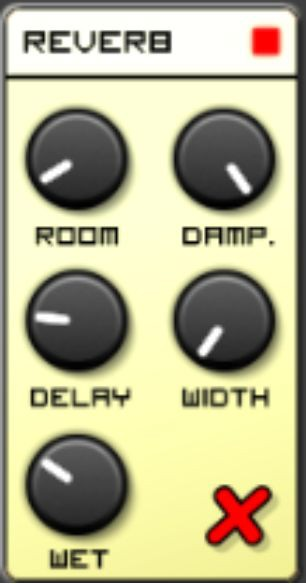 REVERB
ROOM DAMP.
DELAY WIDTH
WET